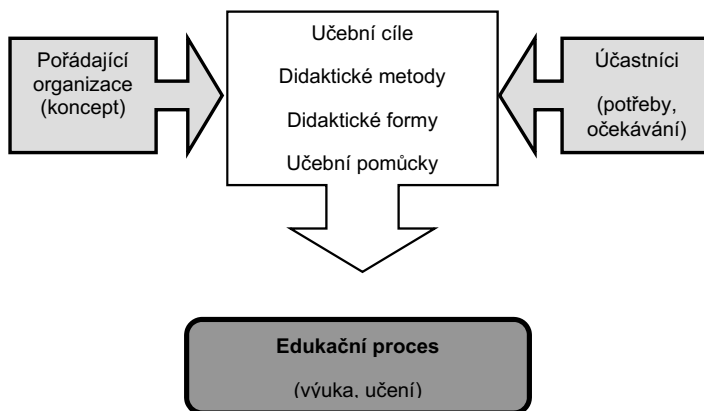 Pořádající
organizace
(koncept)
Učební cíle
Didaktické metody
Didaktické formy
Učební pomůcky
Účastníci
(potřeby,
očekávání)
Edukační proces
(výuka, učení)